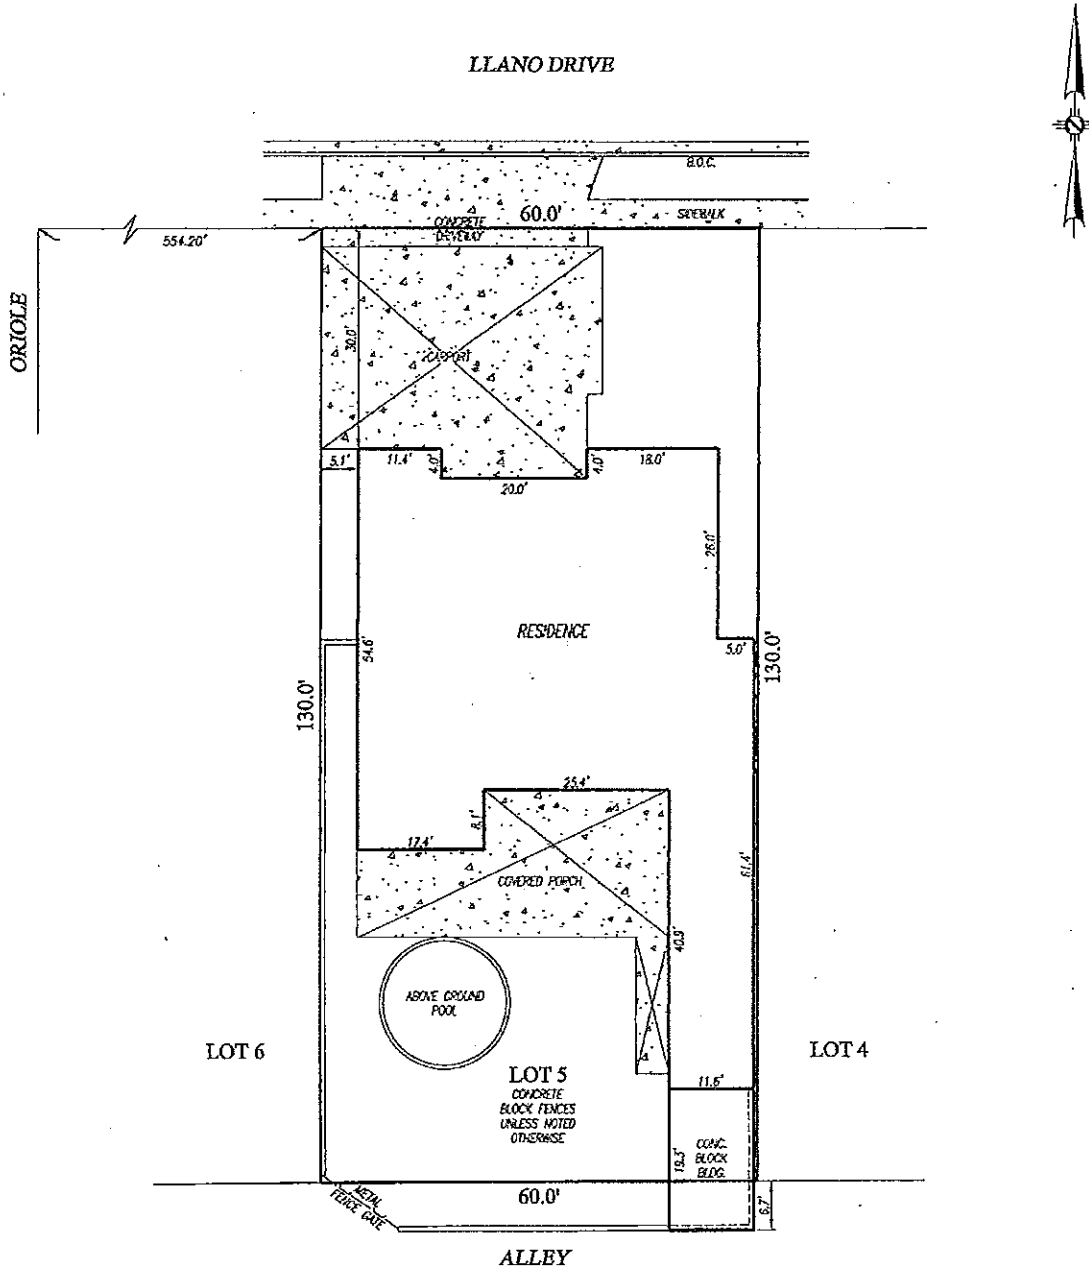 LLANO DRIVE
B.O.C.
60.0'
SIDEWALK
CONCRETE
DRIVEWAY
554.20'
ORIOLE
30.0'
CARPORT
5.1'
11.4'
4.0'
20.0'
4.0'
18.0'
26.0'
RESIDENCE
54.6'
5.0'
130.0'
130.0'
25.4'
8.1'
17.4'
COVERED PORCH
61.4'
40.9'
ABOVE GROUND
POOL
LOT 6
LOT 4
LOT 5
CONCRETE
BLOCK FENCES
UNLESS NOTED
OTHERWISE
11.6'
19.3'
CONC.
BLOCK
BLDG.
METAL
FENCE GATE
60.0'
6.7'
ALLEY